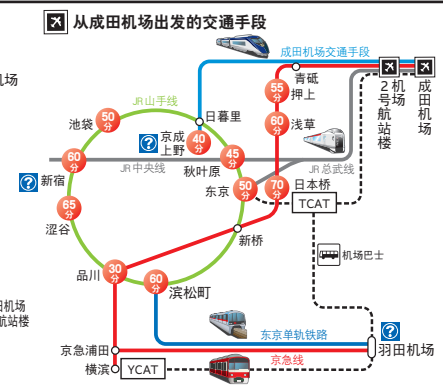 从成田机场出发的交通手段
成田机场交通手段
机场
青砥
55分
押上
2号航站楼
机场
成田机场
JR山手线
50分
池袋
日暮里
60分
浅草
?
京成
上野
40分
45分
秋叶原
60分
新宿
?
JR中央线
JR总武线
东京
50分
70分
日本桥
65分
涩谷
TCAT
新桥
机场巴士
品川
30分
60分
滨松町
田机场
航站楼
东京单轨铁路
?
羽田机场
京急蒲田
京急线
横滨
YCAT